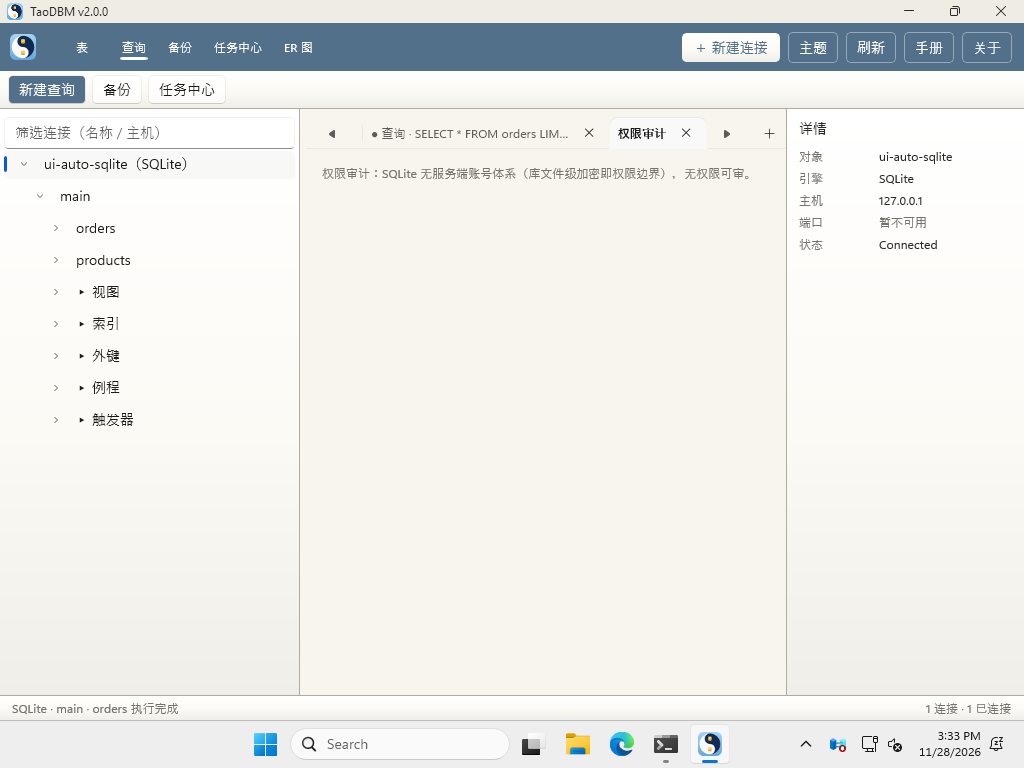 TaoDBM v2.0.0
表 查询 备份 任务中心 ER 图 + 新建连接 主题 刷新 手册 关于
新建查询 备份 任务中心
筛选连接（名称 / 主机）
ui-auto-sqlite（SQLite）
main
orders
products
视图
索引
外键
例程
触发器
● 查询 · SELECT * FROM orders LIM... 权限审计
权限审计：SQLite 无服务端账号体系（库文件级加密即权限边界），无权限可审。
详情
对象 ui-auto-sqlite
引擎 SQLite
主机 127.0.0.1
端口 暂不可用
状态 Connected
SQLite · main · orders 执行完成
1 连接 · 1 已连接
Search
3:33 PM
11/28/2026